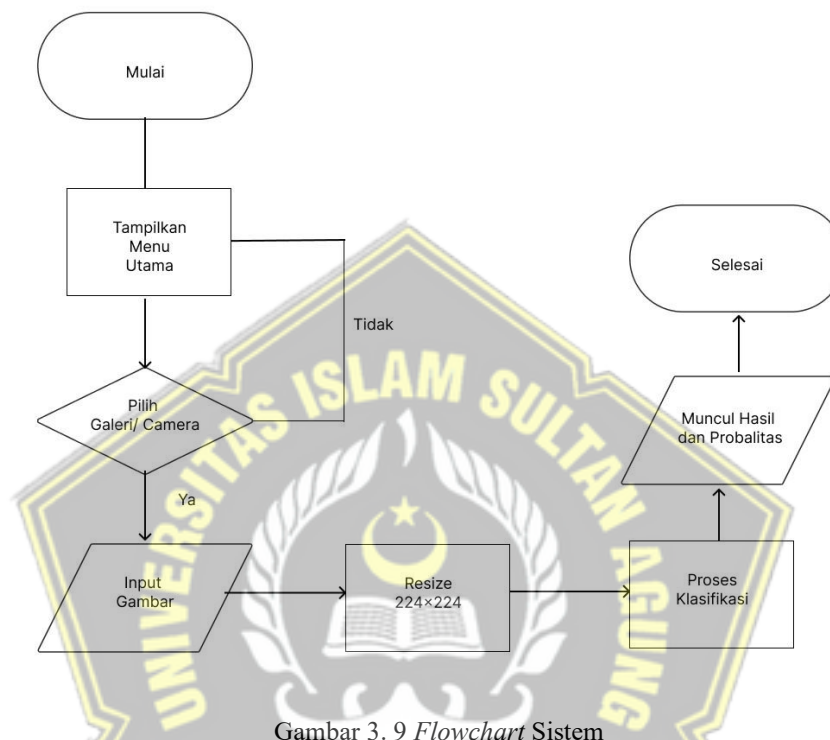 Mulai
Tampilkan
Menu
Utama
Tidak
Pilih
Galeri/ Camera
Ya
Input
Gambar
Resize
224×224
Proses
Klasifikasi
Muncul Hasil
dan Probalitas
Selesai
UNIVERSITAS ISLAM SULTAN AGUNG
Gambar 3. 9 Flowchart Sistem